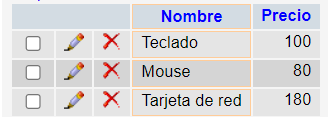 Nombre Precio
Teclado 100
Mouse 80
Tarjeta de red 180